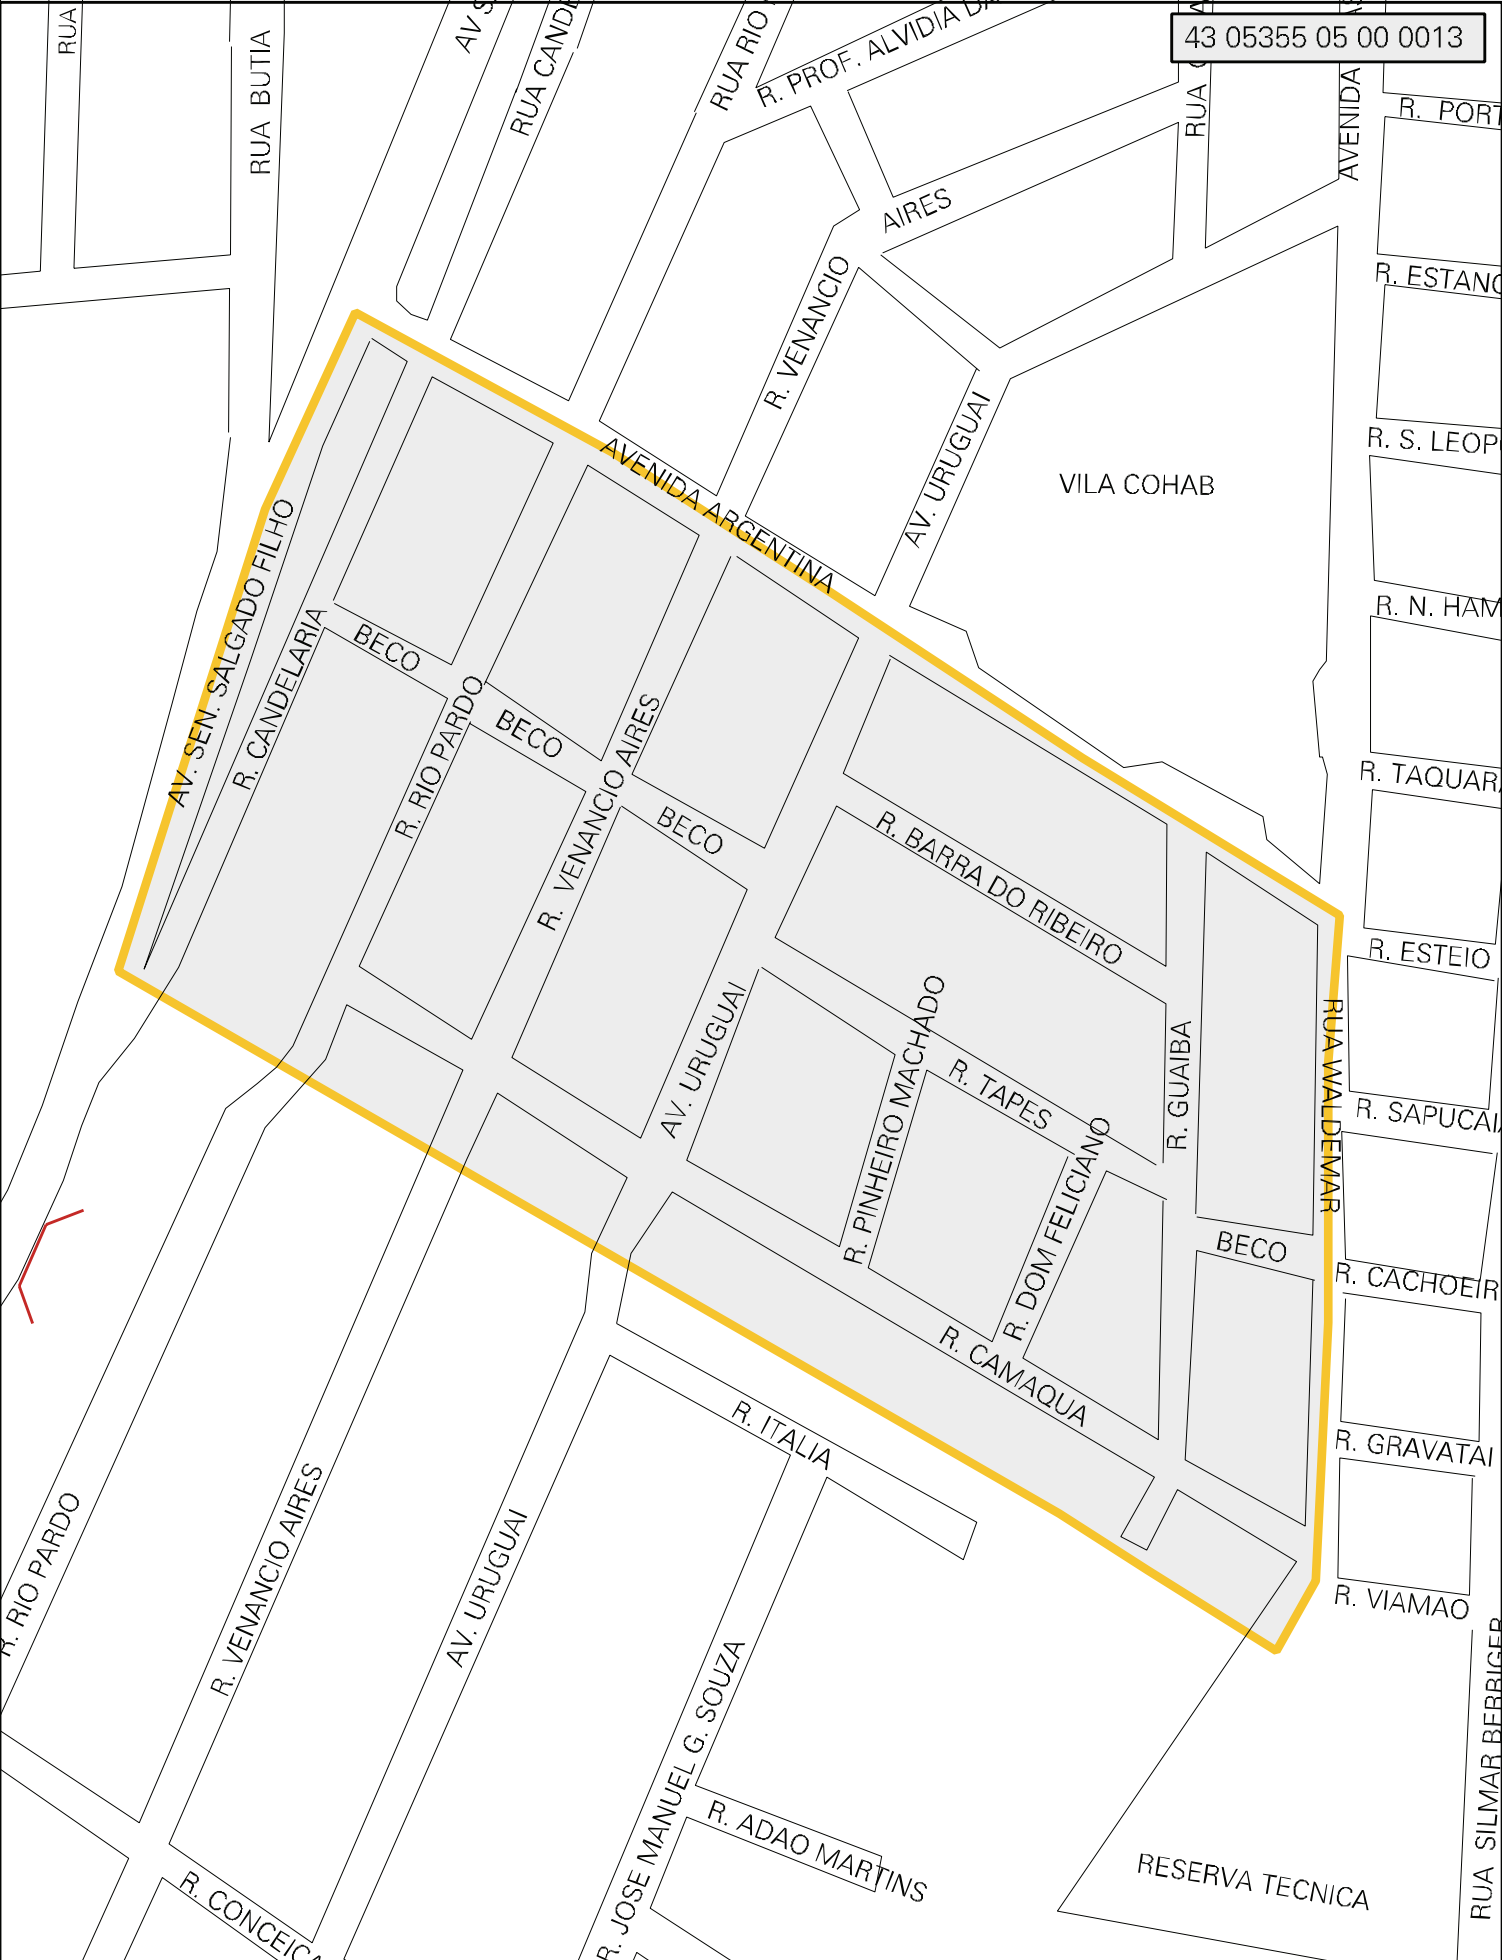 43 05355 05 00 0013
RUA
RUA BUTIA
AV
RUA
RUA RIO
R. PROF. ALVIDIA
RUA
AVENIDA
R. PORT
AIRES
R. VENANCIO
R. ESTANC
AV. URUGUAI
VILA COHAB
R. S. LEOP
AVENIDA ARGENTINA
R. N. HAM
AV. SEN. SALGADO FILHO
R. CANDELARIA
BECO
R. RIO PARDO
BECO
R. VENANCIO AIRES
BECO
R. TAQUAR
R. BARRA DO RIBEIRO
R. ESTEIO
AV. URUGUAI
R. PINHEIRO MACHADO
R. TAPES
R. DOM FELICIANO
R. GUAIBA
RUA WALDEMAR
R. SAPUCAI
BECO
R. CACHOEIR
R. CAMAQUA
R. ITALIA
R. GRAVATAI
R. RIO PARDO
R. VENANCIO AIRES
AV. URUGUAI
R. VIAMAO
R. JOSE MANUEL G. SOUZA
R. ADAO MARTINS
RUA SILMAR BERRIGER
RESERVA TECNICA
R. CONCEICA